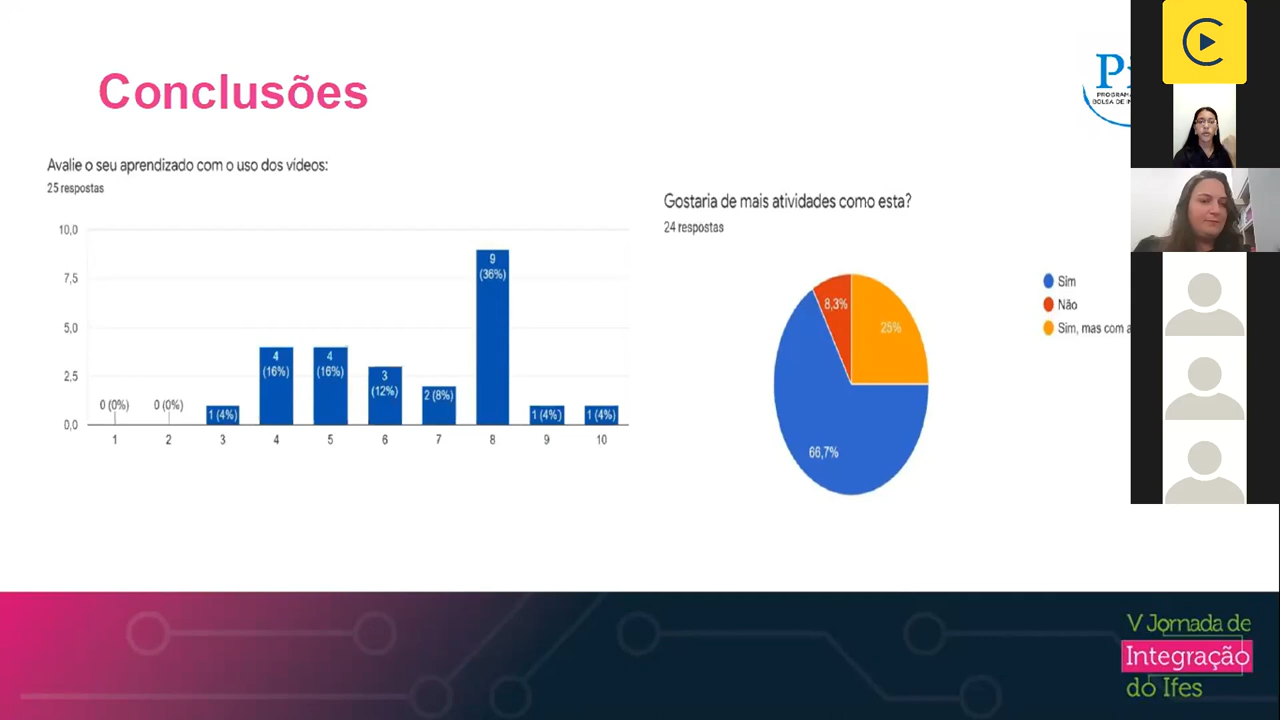 Conclusões
Avalie o seu aprendizado com o uso dos vídeos:
25 respostas
10,0
7,5
5,0
2,5
0,0
0 (0%)
0 (0%)
1 (4%)
4
(16%)
4
(16%)
3
(12%)
2 (8%)
9
(36%)
1 (4%)
1 (4%)
1 2 3 4 5 6 7 8 9 10
Gostaria de mais atividades como esta?
24 respostas
8,3%
25%
66,7%
Sim
Não
Sim, mas com a
BOLSA DE
V Jornada de
Integração
do Ifes